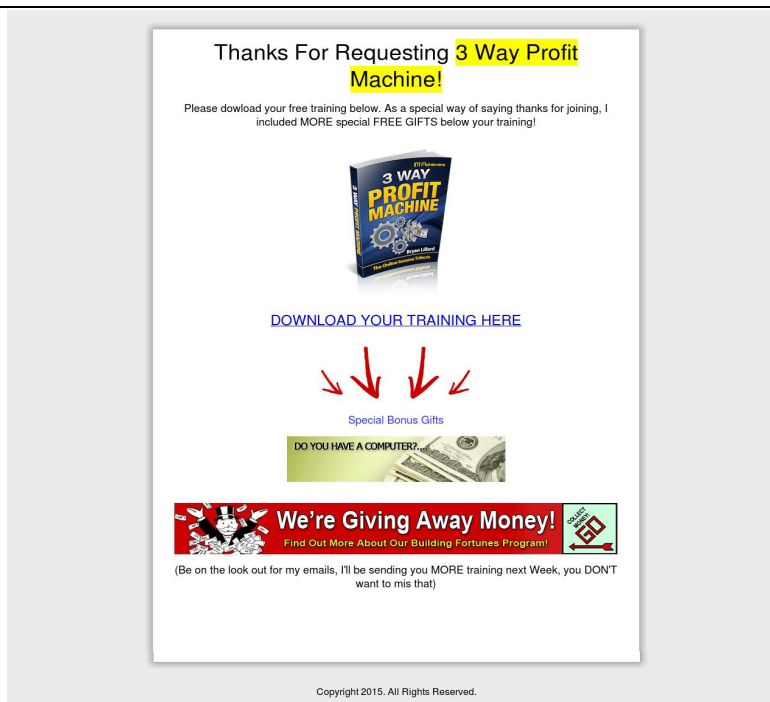 Thanks For Requesting 3 Way Profit
Machine!
Please dowload your free training below. As a special way of saying thanks for joining, I
included MORE special FREE GIFTS below your training!
3 WAY
PROFIT
MACHINE
3 WAY PROFIT MACHINE
Bryan Lillard
The Online Income Trifecta
DOWNLOAD YOUR TRAINING HERE
Special Bonus Gifts
DO YOU HAVE A COMPUTER?....
We're Giving Away Money!
Find Out More About Our Building Fortunes Program!
COLLECT
MONEY!
GO
(Be on the look out for my emails, I'll be sending you MORE training next Week, you DON'T
want to mis that)
Copyright 2015. All Rights Reserved.